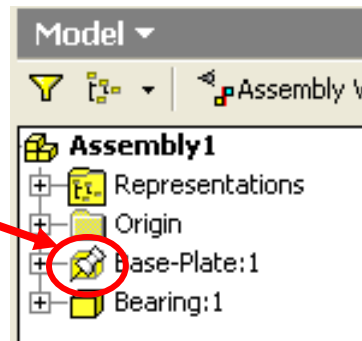 Model
Assembly V
Assembly1
Representations
Origin
Base-Plate:1
Bearing:1